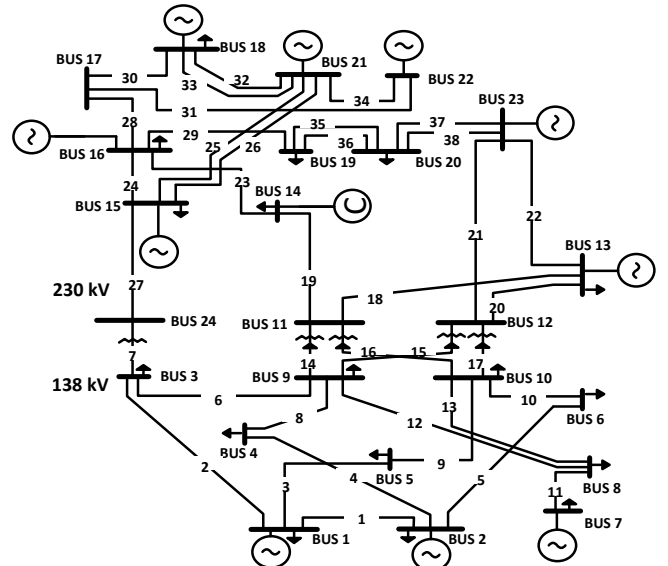 BUS 18
BUS 21
BUS 22
BUS 17
30
33
32
34
31
28
BUS 23
37
38
35
36
29
25
26
BUS 16
BUS 19
BUS 20
24
23
BUS 14
BUS 15
22
21
BUS 13
27
19
18
230 kV
20
BUS 24
BUS 11
BUS 12
7
14
16
15
17
138 kV
BUS 3
BUS 9
BUS 10
6
8
12
13
10
BUS 6
BUS 4
2
3
4
BUS 5
9
5
BUS 8
11
1
BUS 7
BUS 1
BUS 2